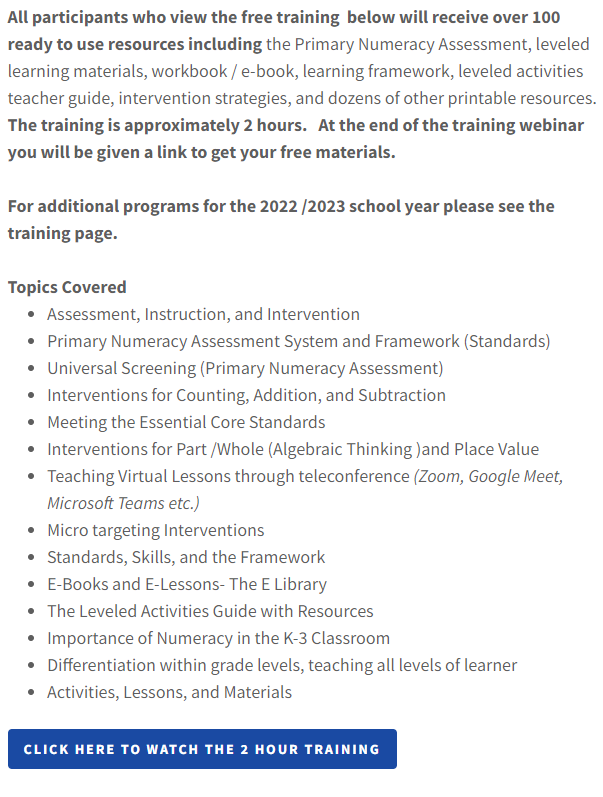 All participants who view the free training  below will receive over 100
ready to use resources including the Primary Numeracy Assessment, leveled
learning materials, workbook / e-book, learning framework, leveled activities
teacher guide, intervention strategies, and dozens of other printable resources.
The training is approximately 2 hours.   At the end of the training webinar
you will be given a link to get your free materials.
For additional programs for the 2022 /2023 school year please see the
training page.
Topics Covered
• Assessment, Instruction, and Intervention
• Primary Numeracy Assessment System and Framework (Standards)
• Universal Screening (Primary Numeracy Assessment)
• Interventions for Counting, Addition, and Subtraction
• Meeting the Essential Core Standards
• Interventions for Part /Whole (Algebraic Thinking )and Place Value
• Teaching Virtual Lessons through teleconference (Zoom, Google Meet,
Microsoft Teams etc.)
• Micro targeting Interventions
• Standards, Skills, and the Framework
• E-Books and E-Lessons- The E Library
• The Leveled Activities Guide with Resources
• Importance of Numeracy in the K-3 Classroom
• Differentiation within grade levels, teaching all levels of learner
• Activities, Lessons, and Materials
CLICK HERE TO WATCH THE 2 HOUR TRAINING